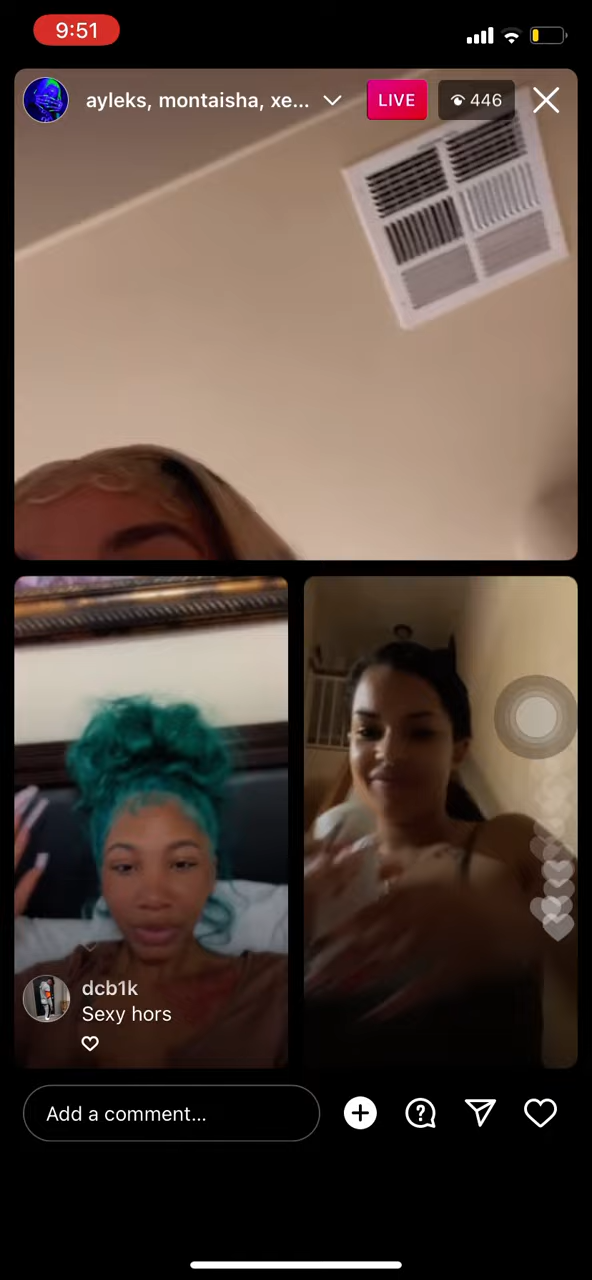 9:51
ayleks, montaisha, xe...
LIVE
446
dcb1k
Sexy hors
Add a comment...